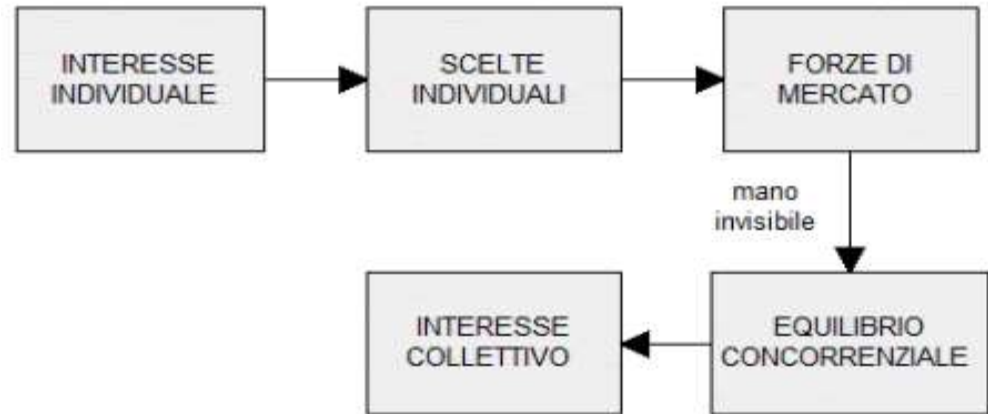 INTERESSE
INDIVIDUALE
SCELTE
INDIVIDUALI
FORZE DI
MERCATO
mano
invisibile
EQUILIBRIO
CONCORRENZIALE
INTERESSE
COLLETTIVO